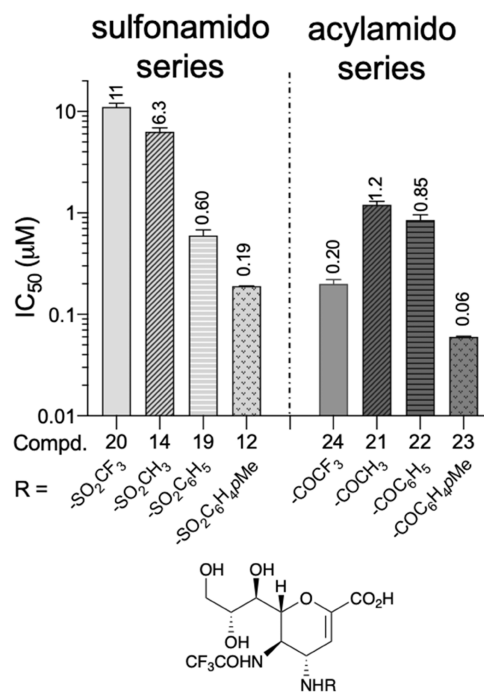 sulfonamido series
acylamido series
IC50 (µM)
10
1
0.1
0.01
11
6.3
0.60
0.19
0.20
1.2
0.85
0.06
Compd. 20 14 19 12 24 21 22 23
R = -SO2CF3 -SO2CH3 -SO2C6H5 -SO2C6H4pMe -COCF3 -COCH3 -COC6H5 -COC6H4pMe
OH OH
H
O
CO2H
OH
CF3COHN
NHR